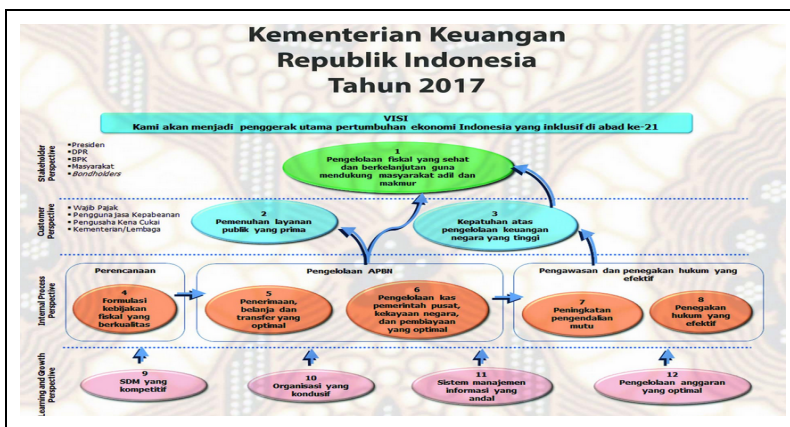 Kementerian Keuangan
Republik Indonesia
Tahun 2017
VISI
Kami akan menjadi penggerak utama pertumbuhan ekonomi Indonesia yang inklusif di abad ke-21
Stakeholder
Perspective
▪Presiden
▪DPR
▪BPK
▪Masyarakat
▪Bondholders
1
Pengelolaan fiskal yang sehat
dan berkelanjutan guna
mendukung masyarakat adil dan
makmur
Customer
Perspective
▪Wajib Pajak
▪Pengguna Jasa Kepabeanan
▪Pengusaha Kena Cukai
▪Kementerian/Lembaga
2
Pemenuhan layanan
publik yang prima
3
Kepatuhan atas
pengelolaan keuangan
negara yang tinggi
Internal Process
Perspective
Perencanaan
4
Formulasi
kebijakan
fiskal yang
berkualitas
Pengelolaan APBN
5
Penerimaan,
belanja dan
transfer yang
optimal
6
Pengelolaan kas
pemerintah pusat,
kekayaan negara,
dan pembiayaan
yang optimal
Pengawasan dan penegakan hukum yang
efektif
7
Peningkatan
pengendalian
mutu
8
Penegakan
hukum yang
efektif
Learning and Growth
Perspective
9
SDM yang
kompetitif
10
Organisasi yang
kondusif
11
Sistem manajemen
informasi yang
andal
12
Pengelolaan anggaran
yang optimal